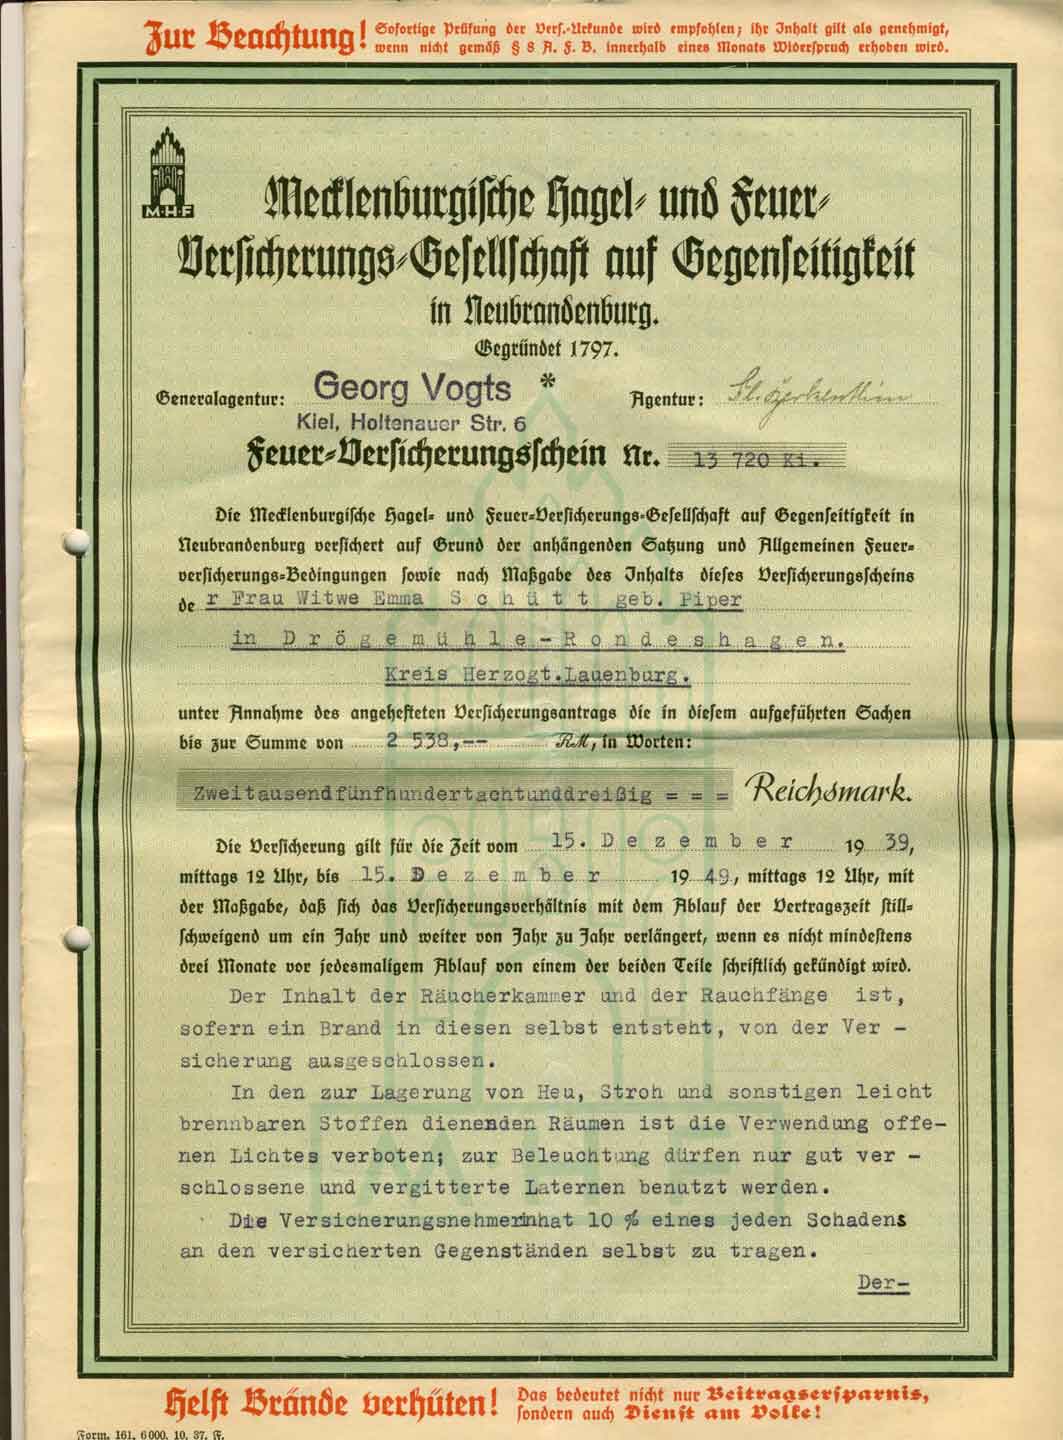 Zur Beachtung! Sofortige Prüfung der Vers.-Urkunde wird empfohlen; ihr Inhalt gilt als genehmigt,
wenn nicht gemäß § 8 A. F. B. innerhalb eines Monats Widerspruch erhoben wird.
M·H·F
Mecklenburgische Hagel- und Feuer-
Versicherungs-Gesellschaft auf Gegenseitigkeit
in Neubrandenburg.
Gegründet 1797.
Generalagentur: Georg Vogts * Agentur:
Kiel, Holtenauer Str. 6
Feuer-Versicherungsschein Nr. 13 720 Ki.
Die Mecklenburgische Hagel- und Feuer-Versicherungs-Gesellschaft auf Gegenseitigkeit in
Neubrandenburg versichert auf Grund der anhängenden Satzung und Allgemeinen Feuer-
versicherungs-Bedingungen sowie nach Maßgabe des Inhalts dieses Versicherungsscheins
de r Frau Witwe Emma Schütt geb. Piper
in Drögemühle-Rondeshagen.
Kreis Herzogt.Lauenburg.
unter Annahme des angehefteten Versicherungsantrags die in diesem aufgeführten Sachen
bis zur Summe von 2 538,-- RM, in Worten:
Zweitausendfünfhundertachtunddreißig = = = Reichsmark.
Die Versicherung gilt für die Zeit vom 15. Dezember 19 39,
mittags 12 Uhr, bis 15. Dezember 19 49, mittags 12 Uhr, mit
der Maßgabe, daß sich das Versicherungsverhältnis mit dem Ablauf der Vertragszeit still-
schweigend um ein Jahr und weiter von Jahr zu Jahr verlängert, wenn es nicht mindestens
drei Monate vor jedesmaligem Ablauf von einem der beiden Teile schriftlich gekündigt wird.
Der Inhalt der Räucherkammer und der Rauchfänge ist,
sofern ein Brand in diesen selbst entsteht, von der Ver -
sicherung ausgeschlossen.
In den zur Lagerung von Heu, Stroh und sonstigen leicht
brennbaren Stoffen dienenden Räumen ist die Verwendung offe-
nen Lichtes verboten; zur Beleuchtung dürfen nur gut ver -
schlossene und vergitterte Laternen benutzt werden.
Die Versicherungsnehmerinhat 10 % eines jeden Schadens
an den versicherten Gegenständen selbst zu tragen.
Der-
Helft Brände verhüten! Das bedeutet nicht nur Beitragsersparnis,
sondern auch Dienst am Volke!
Form. 161. 6000. 10. 37. F.